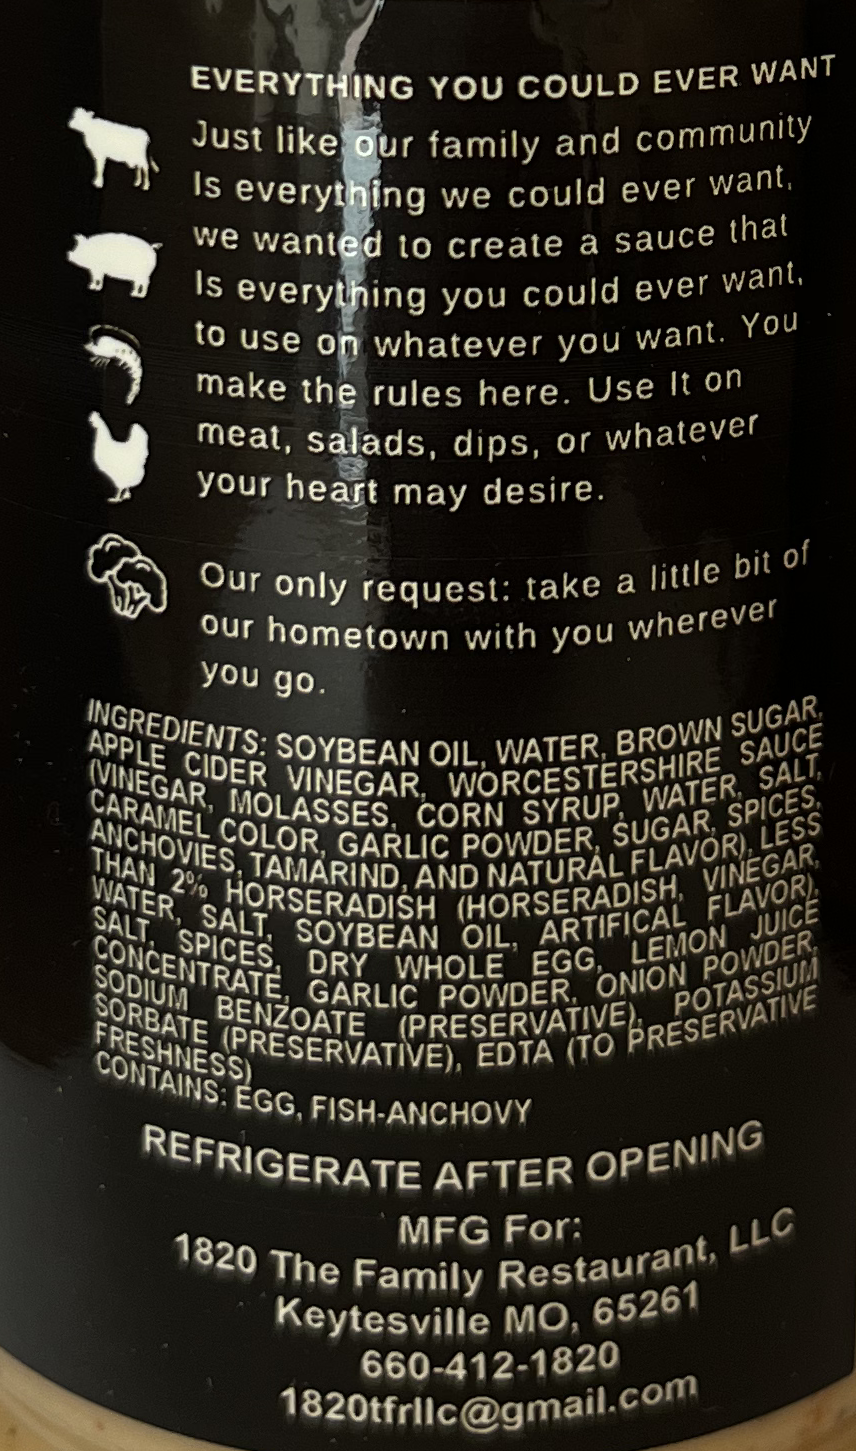 EVERYTHING YOU COULD EVER WANT
Just like our family and community
Is everything we could ever want,
we wanted to create a sauce that
Is everything you could ever want,
to use on whatever you want. You
make the rules here. Use It on
meat, salads, dips, or whatever
your heart may desire.
Our only request: take a little bit of
our hometown with you wherever
you go.
INGREDIENTS: SOYBEAN OIL, WATER, BROWN SUGAR,
APPLE CIDER VINEGAR, WORCESTERSHIRE SAUCE
(VINEGAR, MOLASSES, CORN SYRUP, WATER, SALT,
CARAMEL COLOR, GARLIC POWDER, SUGAR, SPICES,
ANCHOVIES, TAMARIND, AND NATURAL FLAVOR), LESS
THAN 2% HORSERADISH (HORSERADISH, VINEGAR,
WATER, SALT, SOYBEAN OIL, ARTIFICAL FLAVOR),
SALT, SPICES, DRY WHOLE EGG, LEMON JUICE
CONCENTRATE, GARLIC POWDER, ONION POWDER,
SODIUM BENZOATE (PRESERVATIVE), POTASSIUM
SORBATE (PRESERVATIVE), EDTA (TO PRESERVATIVE
FRESHNESS)
CONTAINS: EGG, FISH-ANCHOVY
REFRIGERATE AFTER OPENING
MFG For:
1820 The Family Restaurant, LLC
Keytesville MO, 65261
660-412-1820
1820tfrllc@gmail.com